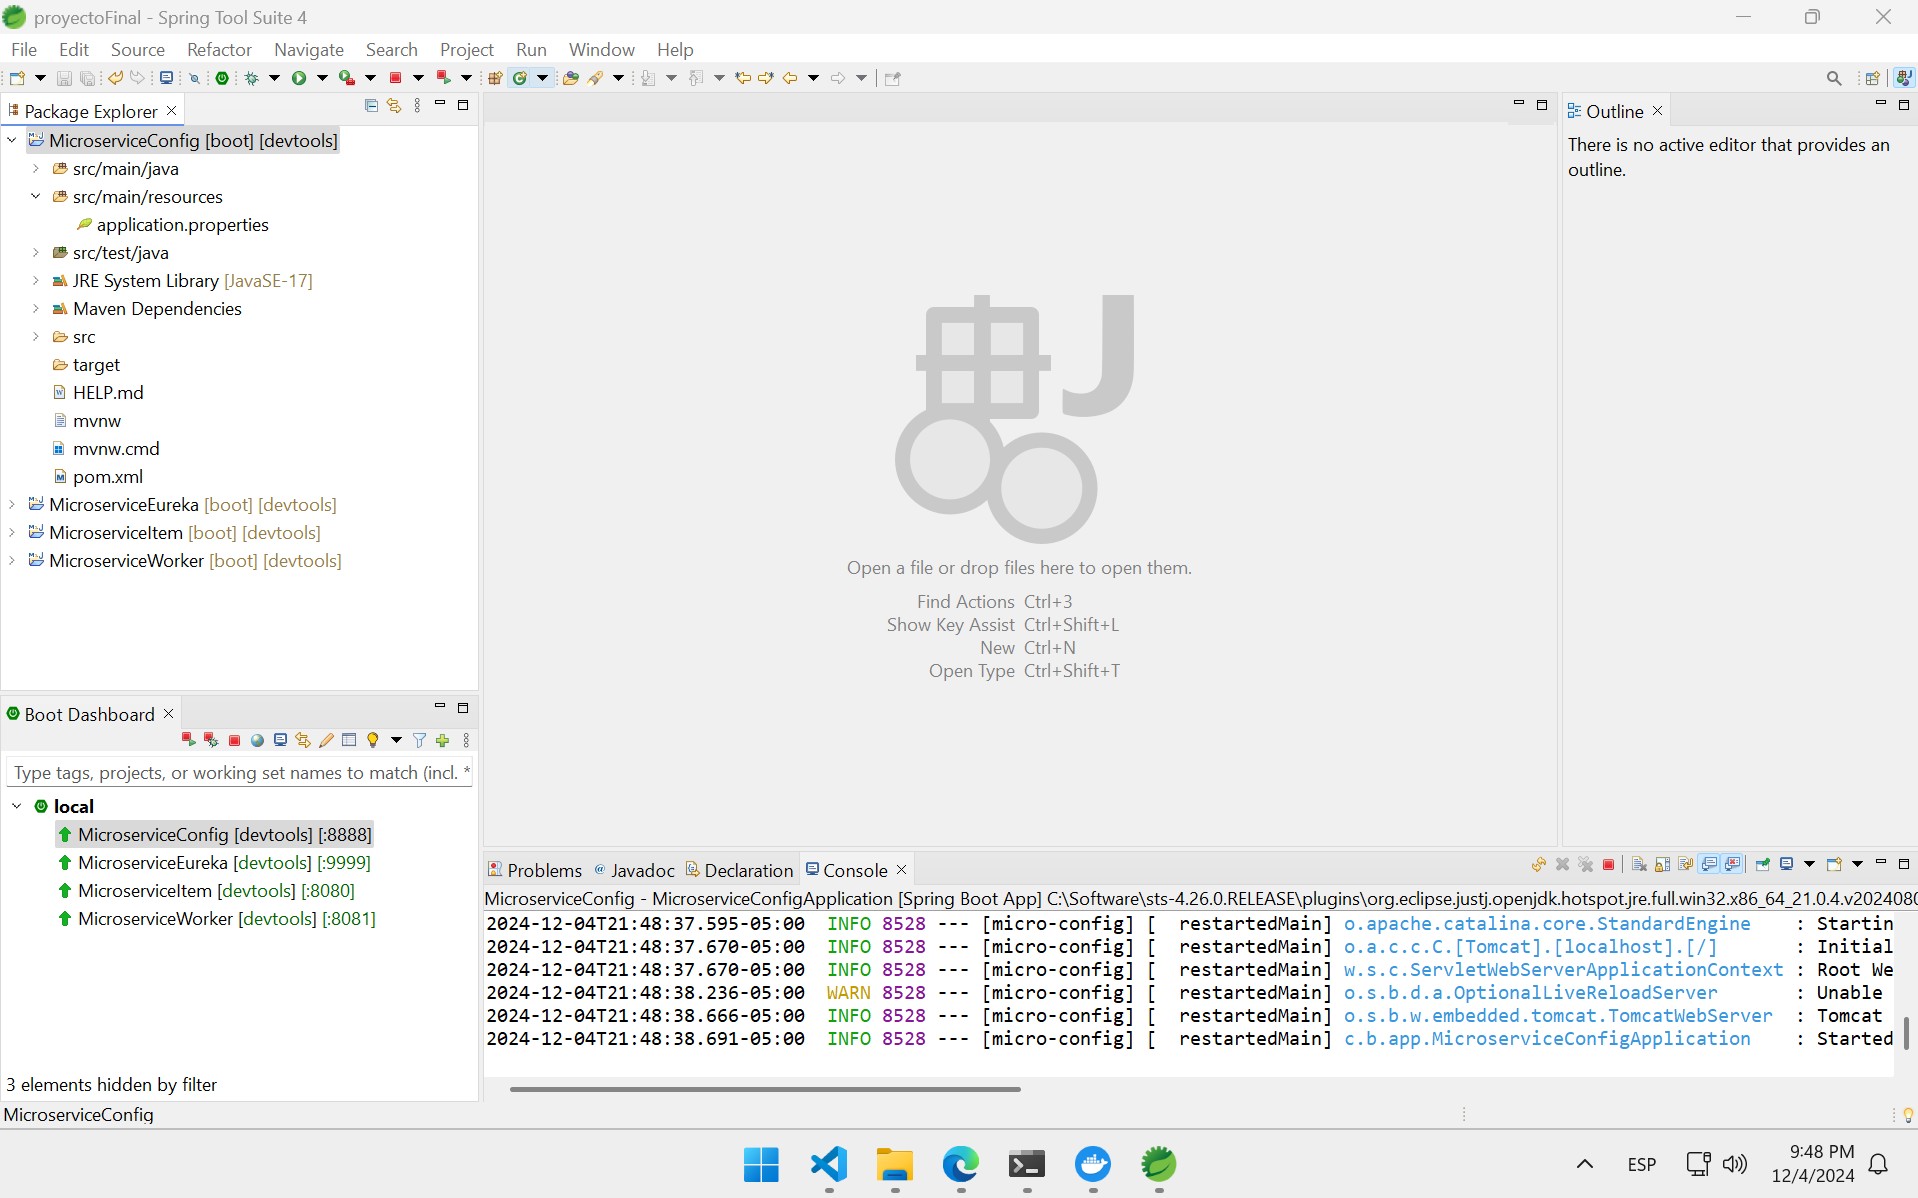 proyectoFinal - Spring Tool Suite 4
File Edit Source Refactor Navigate Search Project Run Window Help
Package Explorer
MicroserviceConfig [boot] [devtools]
src/main/java
src/main/resources
application.properties
src/test/java
JRE System Library [JavaSE-17]
Maven Dependencies
src
target
HELP.md
mvnw
mvnw.cmd
pom.xml
MicroserviceEureka [boot] [devtools]
MicroserviceItem [boot] [devtools]
MicroserviceWorker [boot] [devtools]
Open a file or drop files here to open them.
Find Actions Ctrl+3
Show Key Assist Ctrl+Shift+L
New Ctrl+N
Open Type Ctrl+Shift+T
Outline
There is no active editor that provides an
outline.
Boot Dashboard
Type tags, projects, or working set names to match (incl. *
local
MicroserviceConfig [devtools] [:8888]
MicroserviceEureka [devtools] [:9999]
MicroserviceItem [devtools] [:8080]
MicroserviceWorker [devtools] [:8081]
3 elements hidden by filter
Problems Javadoc Declaration Console
MicroserviceConfig - MicroserviceConfigApplication [Spring Boot App] C:\Software\sts-4.26.0.RELEASE\plugins\org.eclipse.justj.openjdk.hotspot.jre.full.win32.x86_64_21.0.4.v2024080
2024-12-04T21:48:37.595-05:00 INFO 8528 --- [micro-config] [ restartedMain] o.apache.catalina.core.StandardEngine : Startin
2024-12-04T21:48:37.670-05:00 INFO 8528 --- [micro-config] [ restartedMain] o.a.c.c.C.[Tomcat].[localhost].[/] : Initial
2024-12-04T21:48:37.670-05:00 INFO 8528 --- [micro-config] [ restartedMain] w.s.c.ServletWebServerApplicationContext : Root We
2024-12-04T21:48:38.236-05:00 WARN 8528 --- [micro-config] [ restartedMain] o.s.b.d.a.OptionalLiveReloadServer : Unable
2024-12-04T21:48:38.666-05:00 INFO 8528 --- [micro-config] [ restartedMain] o.s.b.w.embedded.tomcat.TomcatWebServer : Tomcat
2024-12-04T21:48:38.691-05:00 INFO 8528 --- [micro-config] [ restartedMain] c.b.app.MicroserviceConfigApplication : Started
MicroserviceConfig
ESP
9:48 PM
12/4/2024